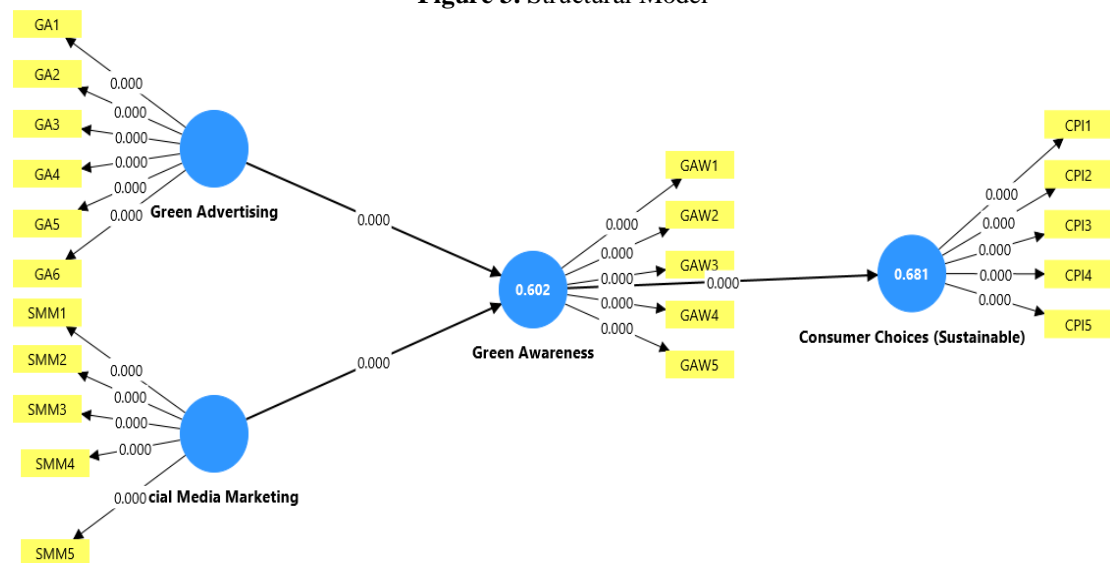 Figure 3. Structural Model
GA1
GA2
GA3
GA4
GA5
GA6
0.000
0.000
0.000
0.000
0.000
0.000
Green Advertising
SMM1
SMM2
SMM3
SMM4
SMM5
0.000
0.000
0.000
0.000
0.000
cial Media Marketing
0.000
0.000
0.602
Green Awareness
GAW1
GAW2
GAW3
GAW4
GAW5
0.000
0.000
0.000
0.000
0.000
0.000
0.681
Consumer Choices (Sustainable)
CPI1
CPI2
CPI3
CPI4
CPI5
0.000
0.000
0.000
0.000
0.000